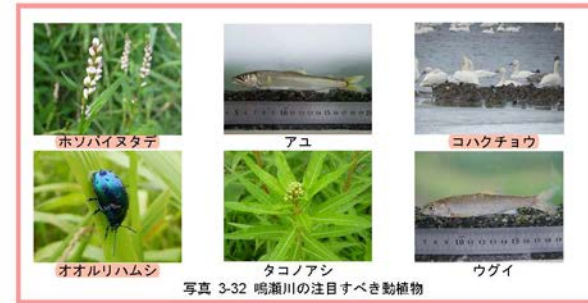 ホソバイヌタデ
アユ
コハクチョウ
オオルリハムシ
タコノアシ
ウグイ
写真 3-32 鳴瀬川の注目すべき動植物